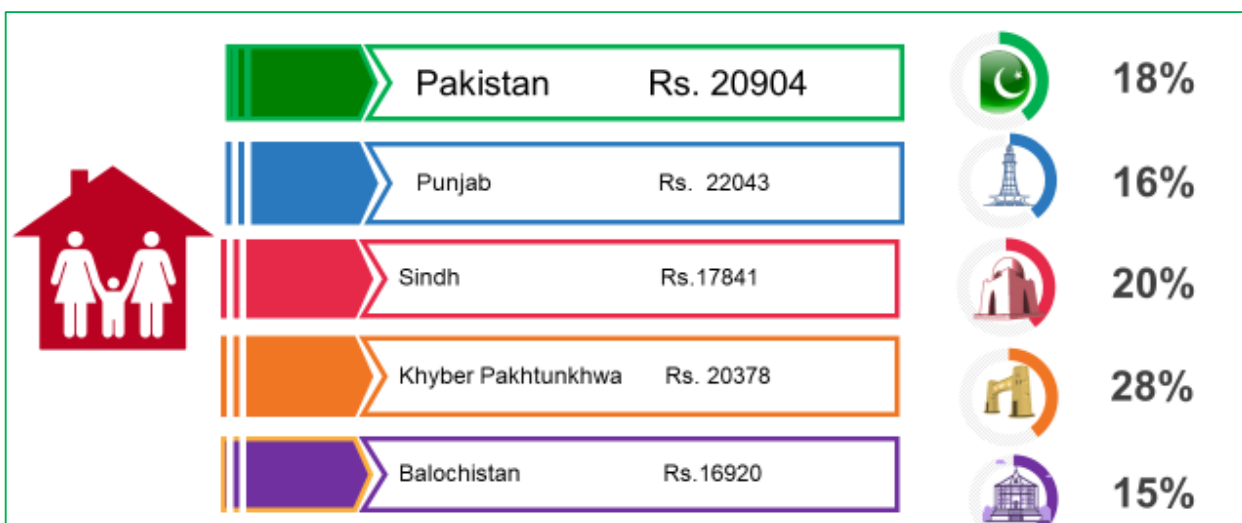 Pakistan Rs. 20904 18%
Punjab Rs. 22043 16%
Sindh Rs.17841 20%
Khyber Pakhtunkhwa Rs. 20378 28%
Balochistan Rs.16920 15%